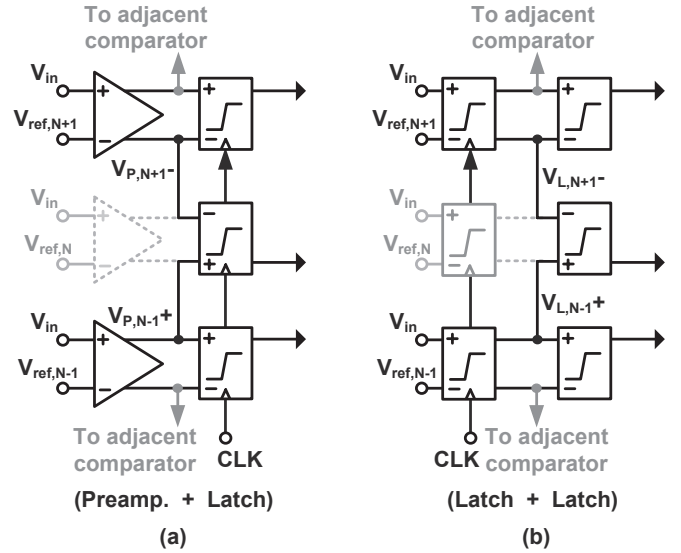 To adjacent
comparator
Vin
+
+
Vref,N+1
−
−
VP,N+1-
Vin
+
−
Vref,N
−
+
VP,N-1+
Vin
+
+
Vref,N-1
−
−
To adjacent
comparator
CLK
(Preamp. + Latch)
(a)
To adjacent
comparator
Vin
+
+
Vref,N+1
−
−
VL,N+1-
Vin
+
−
Vref,N
−
+
VL,N-1+
Vin
+
+
Vref,N-1
−
−
CLK
To adjacent
comparator
(Latch + Latch)
(b)